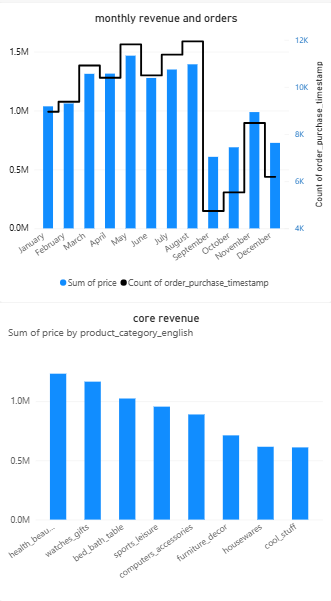 monthly revenue and orders
1.5M
1.0M
0.5M
0.0M
12K
10K
8K
6K
4K
Count of order_purchase_timestamp
January
February
March
April
May
June
July
August
September
October
November
December
Sum of price
Count of order_purchase_timestamp
core revenue
Sum of price by product_category_english
1.0M
0.5M
0.0M
health_beau...
watches_gifts
bed_bath_table
sports_leisure
computers_accessories
furniture_decor
housewares
cool_stuff